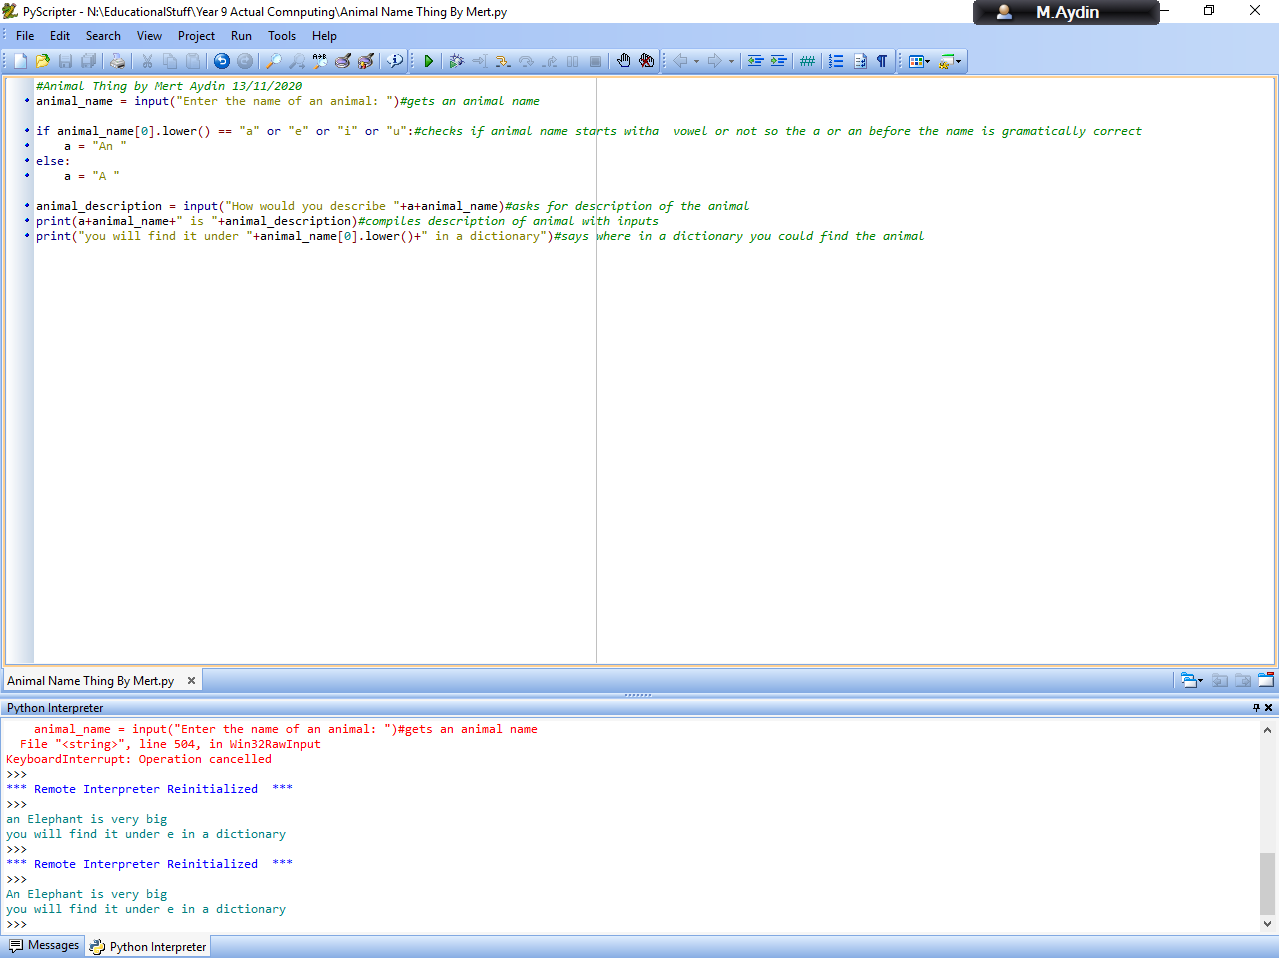 PyScripter - N:\EducationalStuff\Year 9 Actual Comnputing\Animal Name Thing By Mert.py
M.Aydin
File Edit Search View Project Run Tools Help
#Animal Thing by Mert Aydin 13/11/2020
animal_name = input("Enter the name of an animal: ")#gets an animal name
if animal_name[0].lower() == "a" or "e" or "i" or "u":#checks if animal name starts witha  vowel or not so the a or an before the name is gramatically correct
    a = "An "
else:
    a = "A "
animal_description = input("How would you describe "+a+animal_name)#asks for description of the animal
print(a+animal_name+" is "+animal_description)#compiles description of animal with inputs
print("you will find it under "+animal_name[0].lower()+" in a dictionary")#says where in a dictionary you could find the animal
Animal Name Thing By Mert.py
Python Interpreter
    animal_name = input("Enter the name of an animal: ")#gets an animal name
  File "<string>", line 504, in Win32RawInput
KeyboardInterrupt: Operation cancelled
>>>
*** Remote Interpreter Reinitialized  ***
>>>
an Elephant is very big
you will find it under e in a dictionary
>>>
*** Remote Interpreter Reinitialized  ***
>>>
An Elephant is very big
you will find it under e in a dictionary
>>>
Messages Python Interpreter